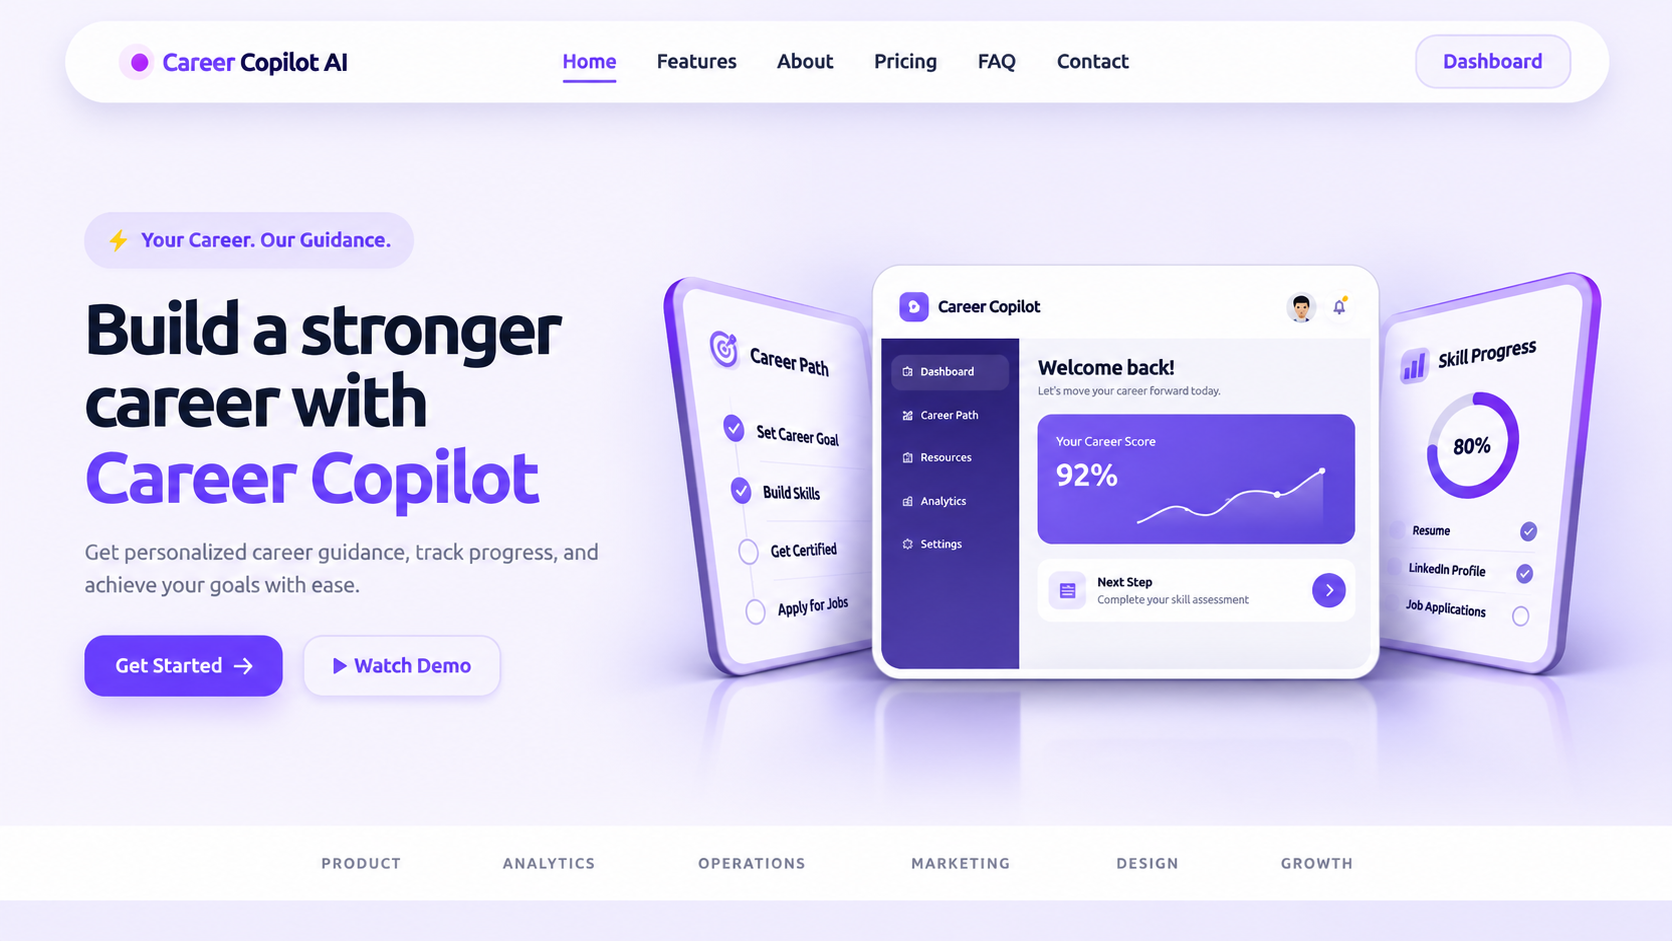 Career Copilot AI
Home Features About Pricing FAQ Contact
Dashboard
Your Career. Our Guidance.
Build a stronger
career with
Career Copilot
Get personalized career guidance, track progress, and
achieve your goals with ease.
Get Started
Watch Demo
Career Path
Set Career Goal
Build Skills
Get Certified
Apply for Jobs
Career Copilot
Dashboard
Career Path
Resources
Analytics
Settings
Welcome back!
Let's move your career forward today.
Your Career Score
92%
Next Step
Complete your skill assessment
Skill Progress
80%
Resume
LinkedIn Profile
Job Applications
PRODUCT ANALYTICS OPERATIONS MARKETING DESIGN GROWTH